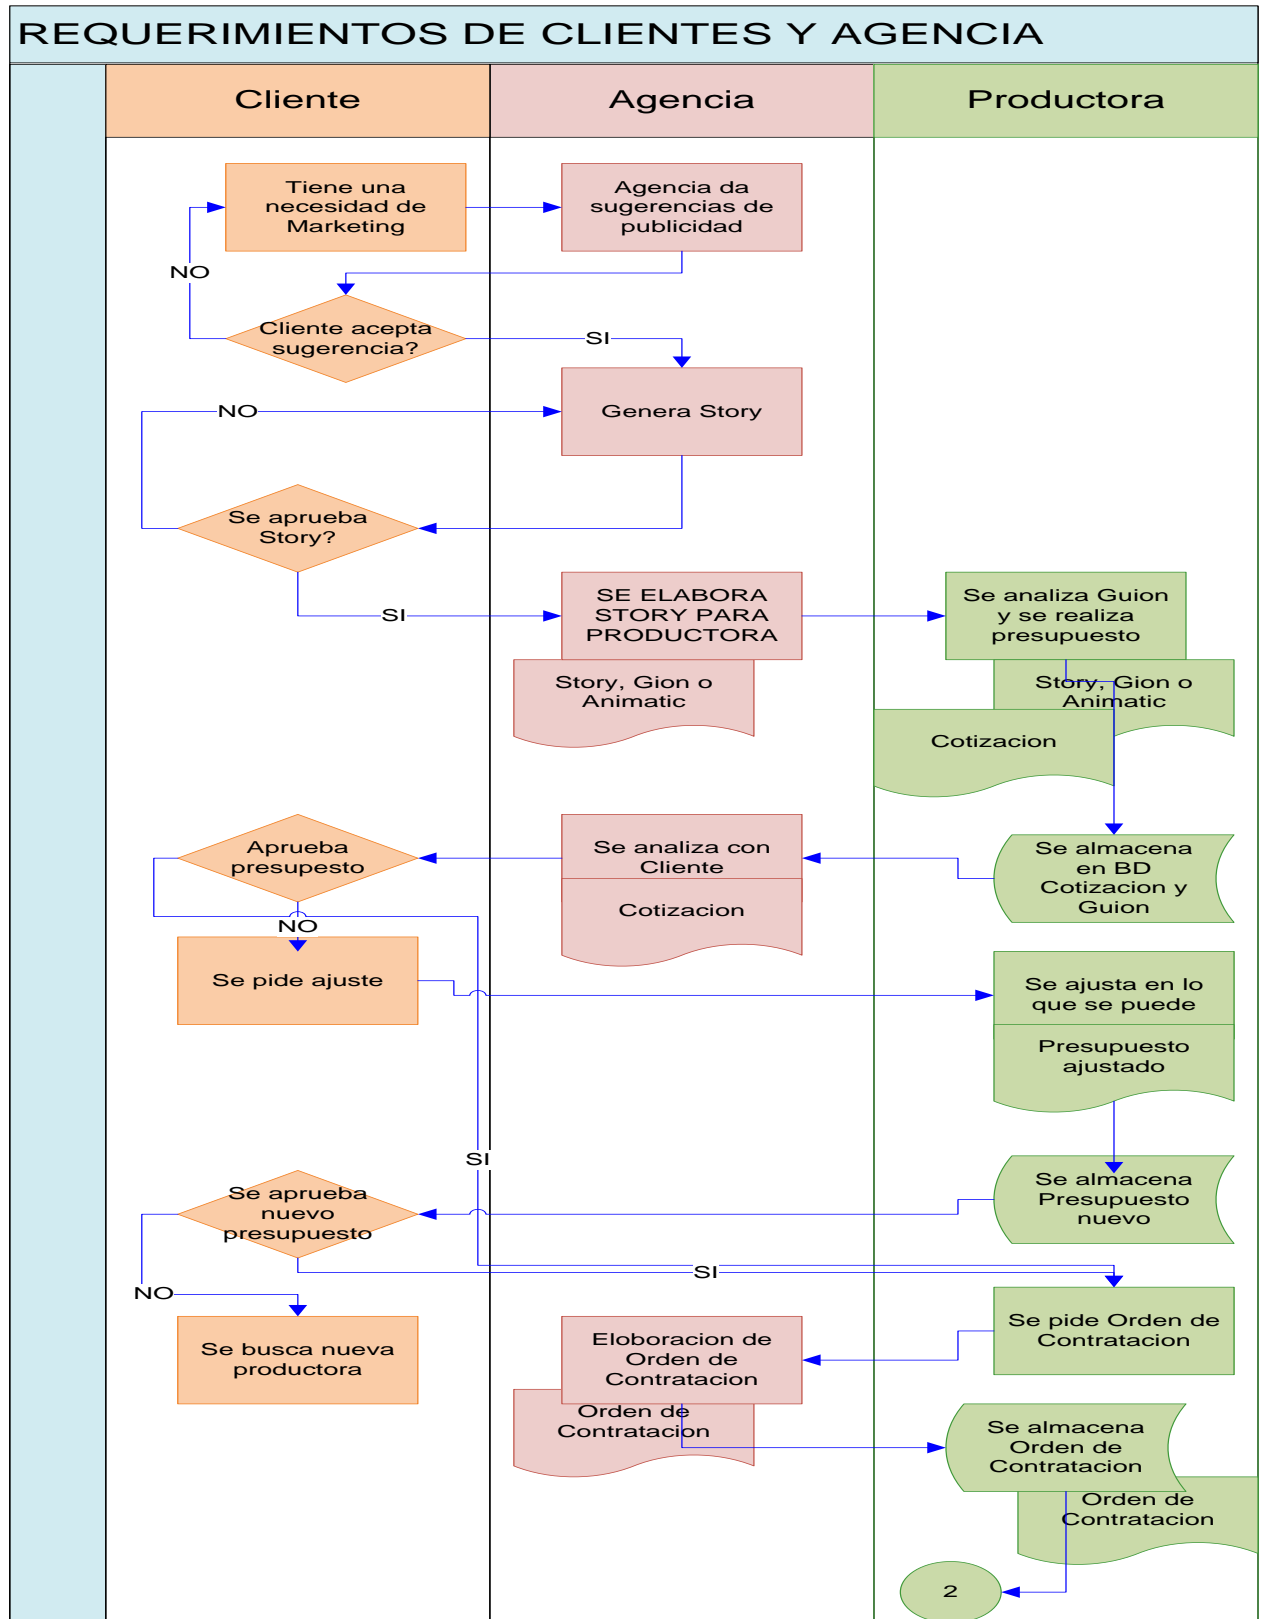 REQUERIMIENTOS DE CLIENTES Y AGENCIA
Cliente
Agencia
Productora
Tiene una
necesidad de
Marketing
Agencia da
sugerencias de
publicidad
NO
Cliente acepta
sugerencia?
SI
Genera Story
NO
Se aprueba
Story?
SI
SE ELABORA
STORY PARA
PRODUCTORA
Se analiza Guion
y se realiza
presupuesto
Story, Gion o
Animatic
Story, Gion o
Animatic
Cotizacion
Aprueba
presupesto
Se analiza con
Cliente
Cotizacion
Se almacena
en BD
Cotizacion y
Guion
NO
Se pide ajuste
Se ajusta en lo
que se puede
Presupuesto
ajustado
SI
Se aprueba
nuevo
presupuesto
Se almacena
Presupuesto
nuevo
SI
NO
Se busca nueva
productora
Eloboracion de
Orden de
Contratacion
Se pide Orden de
Contratacion
Orden de
Contratacion
Se almacena
Orden de
Contratacion
Orden de
Contratacion
2